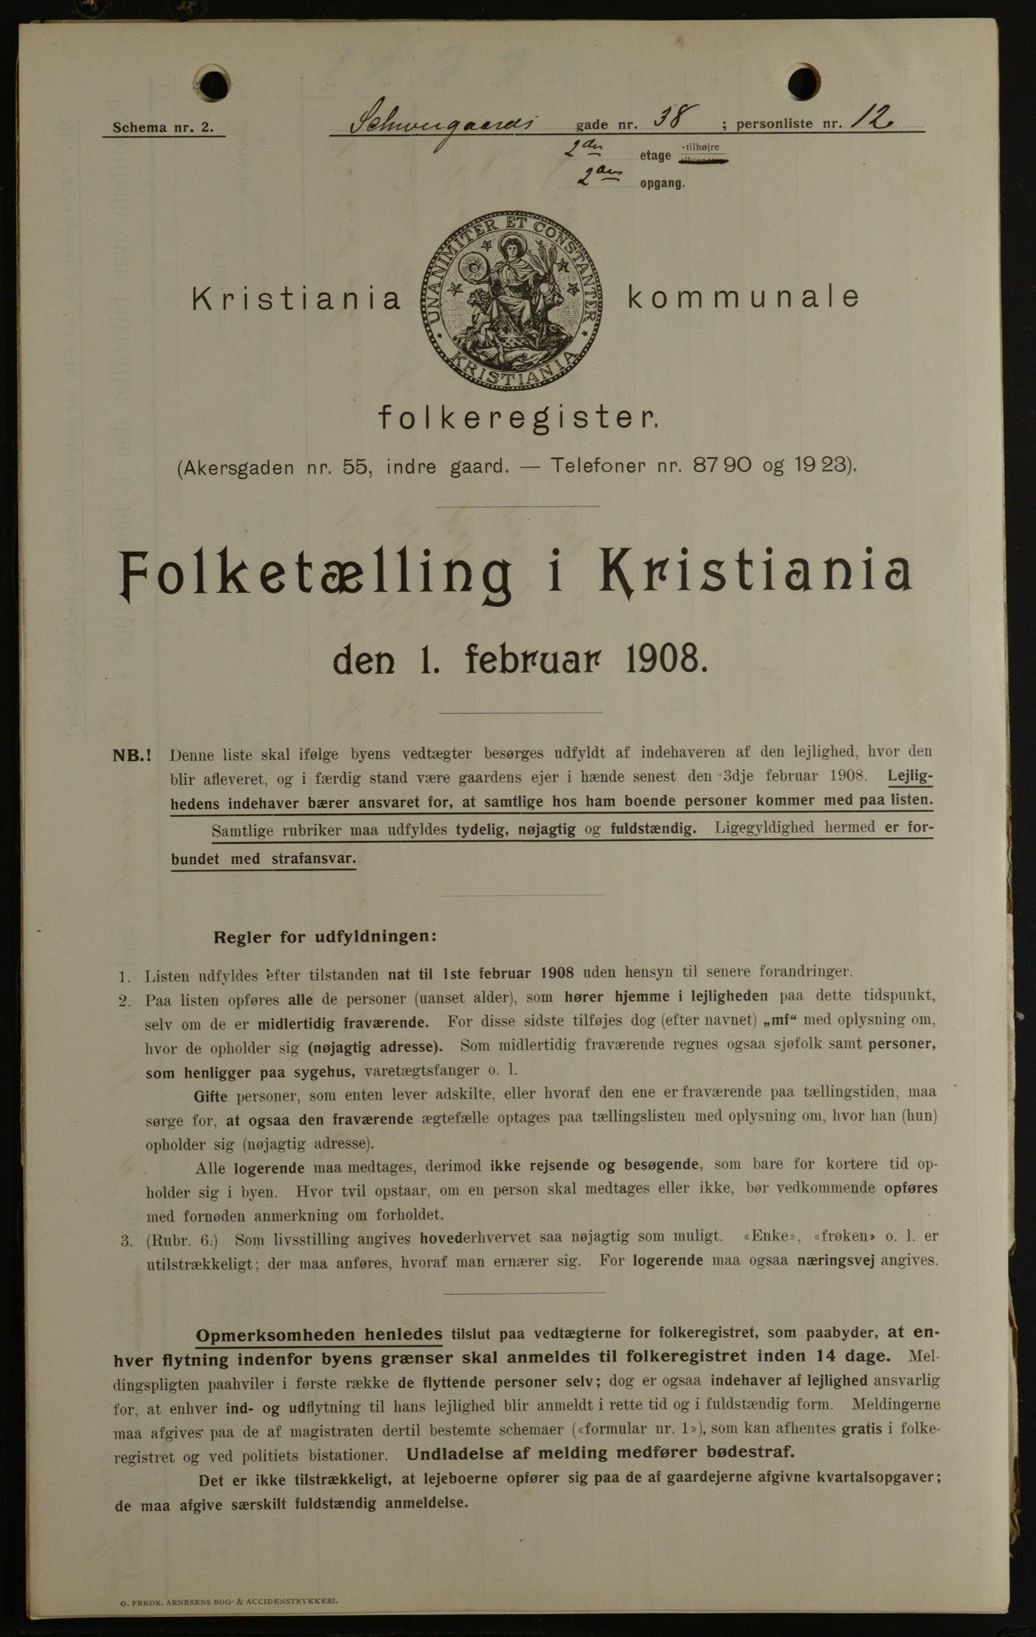 Schema nr. 2. Schweigaards gade nr. 38 ; personliste nr. 12
2den etage -tilhøjre
2den opgang.
UNANIMITER ET CONSTANTER
KRISTIANIA
Kristiania kommunale
folkeregister.
(Akersgaden nr. 55, indre gaard. — Telefoner nr. 8790 og 1923).
Folketælling i Kristiania
den 1. februar 1908.
NB.! Denne liste skal ifølge byens vedtægter besørges udfyldt af indehaveren af den lejlighed, hvor den
blir afleveret, og i færdig stand være gaardens ejer i hænde senest den 3dje februar 1908. Lejlig-
hedens indehaver bærer ansvaret for, at samtlige hos ham boende personer kommer med paa listen.
Samtlige rubriker maa udfyldes tydelig, nøjagtig og fuldstændig. Ligegyldighed hermed er for-
bundet med strafansvar.
Regler for udfyldningen:
1. Listen udfyldes efter tilstanden nat til 1ste februar 1908 uden hensyn til senere forandringer.
2. Paa listen opføres alle de personer (uanset alder), som hører hjemme i lejligheden paa dette tidspunkt,
selv om de er midlertidig fraværende. For disse sidste tilføjes dog (efter navnet) „mf“ med oplysning om,
hvor de opholder sig (nøjagtig adresse). Som midlertidig fraværende regnes ogsaa sjøfolk samt personer,
som henligger paa sygehus, varetægtsfanger o. l.
Gifte personer, som enten lever adskilte, eller hvoraf den ene er fraværende paa tællingstiden, maa
sørge for, at ogsaa den fraværende ægtefælle optages paa tællingslisten med oplysning om, hvor han (hun)
opholder sig (nøjagtig adresse).
Alle logerende maa medtages, derimod ikke rejsende og besøgende, som bare for kortere tid op-
holder sig i byen. Hvor tvil opstaar, om en person skal medtages eller ikke, bør vedkommende opføres
med fornøden anmerkning om forholdet.
3. (Rubr. 6.) Som livsstilling angives hovederhvervet saa nøjagtig som muligt. «Enke», «frøken» o. l. er
utilstrækkeligt; der maa anføres, hvoraf man ernærer sig. For logerende maa ogsaa næringsvej angives.
Opmerksomheden henledes tilslut paa vedtægterne for folkeregistret, som paabyder, at en-
hver flytning indenfor byens grænser skal anmeldes til folkeregistret inden 14 dage. Mel-
dingspligten paahviler i første række de flyttende personer selv; dog er ogsaa indehaver af lejlighed ansvarlig
for, at enhver ind- og udflytning til hans lejlighed blir anmeldt i rette tid og i fuldstændig form. Meldingerne
maa afgives paa de af magistraten dertil bestemte schemaer («formular nr. 1»), som kan afhentes gratis i folke-
registret og ved politiets bistationer. Undladelse af melding medfører bødestraf.
Det er ikke tilstrækkeligt, at lejeboerne opfører sig paa de af gaardejerne afgivne kvartalsopgaver;
de maa afgive særskilt fuldstændig anmeldelse.
O. FREDR. ARNESENS BOG- & ACCIDENSTRYKKERI.